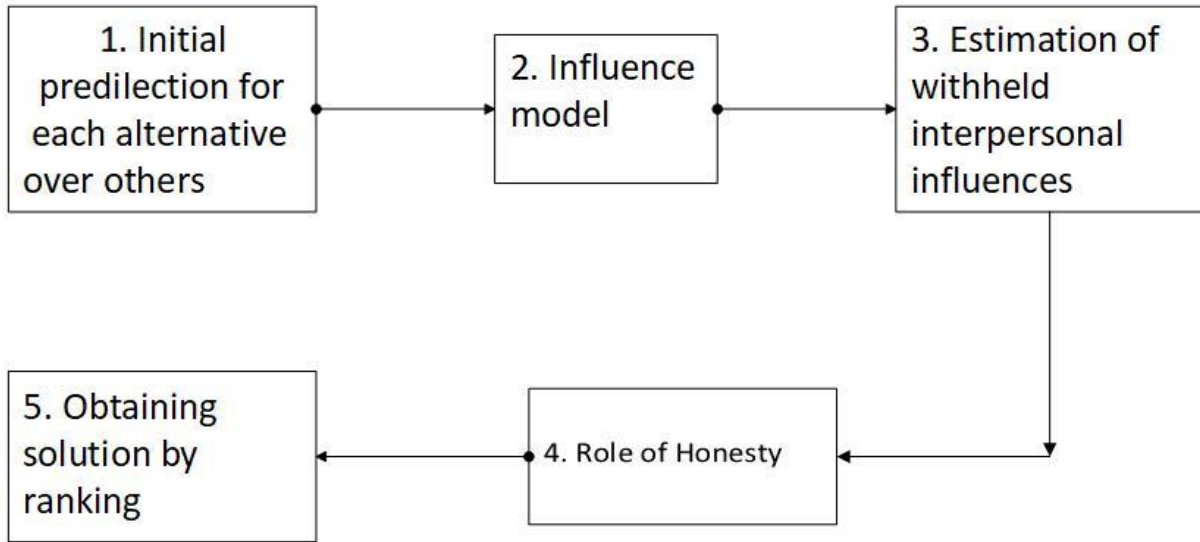 1. Initial
predilection for
each alternative
over others
2. Influence
model
3. Estimation of
withheld
interpersonal
influences
4. Role of Honesty
5. Obtaining
solution by
ranking